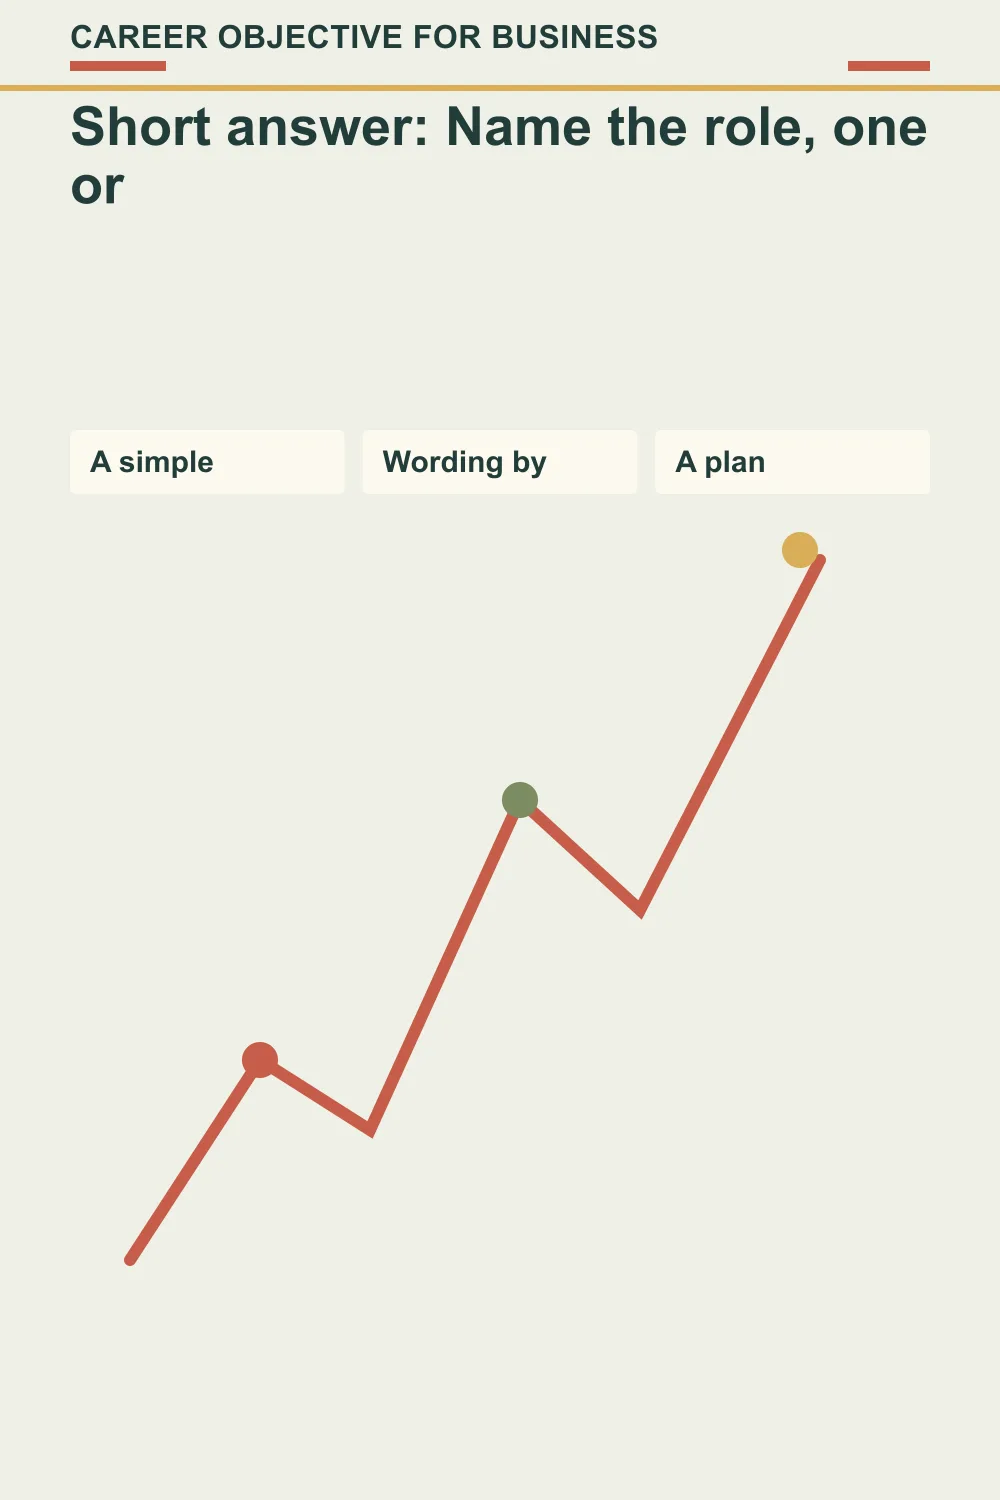 CAREER OBJECTIVE FOR BUSINESS
Short answer: Name the role, one
or
A simple
Wording by
A plan